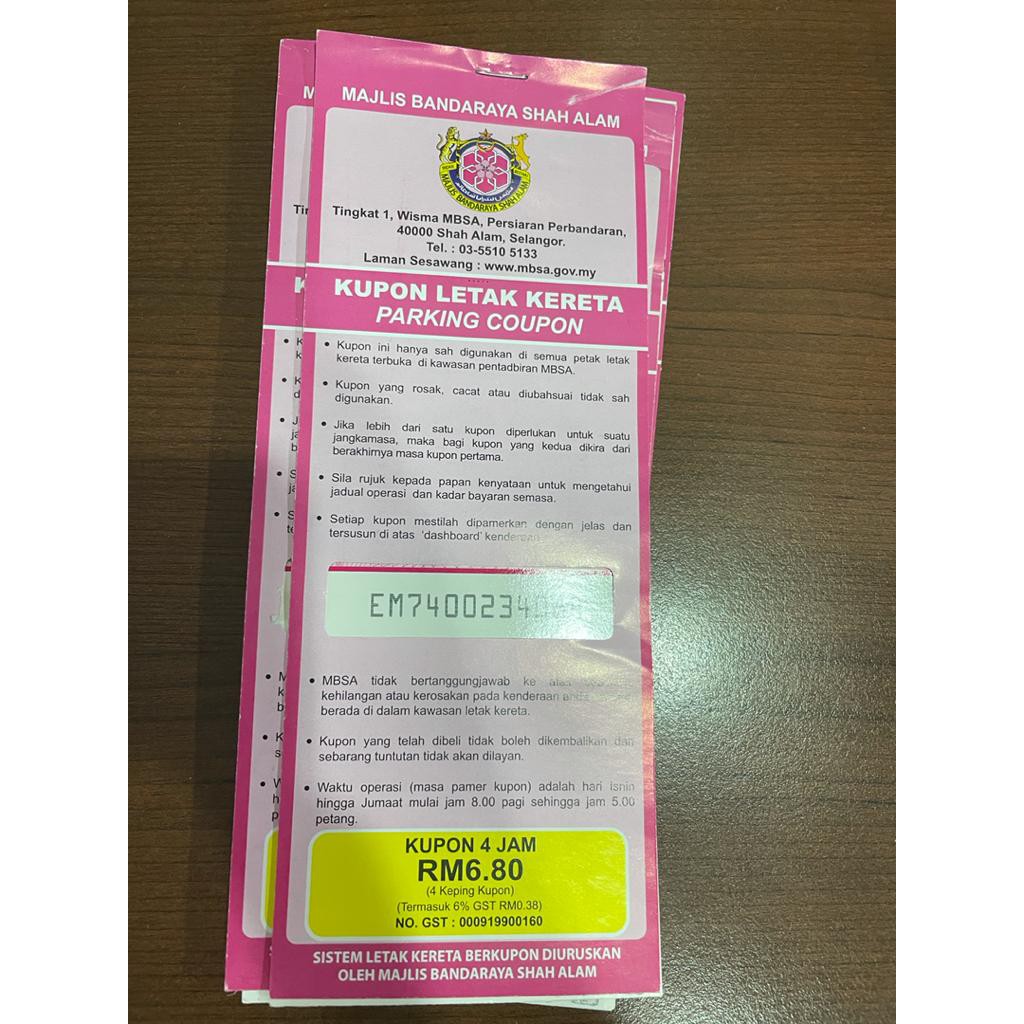 MAJLIS BANDARAYA SHAH ALAM
MAJLIS BANDARAYA SHAH ALAM
Tingkat 1, Wisma MBSA, Persiaran Perbandaran,
40000 Shah Alam, Selangor.
Tel. : 03-5510 5133
Laman Sesawang : www.mbsa.gov.my
KUPON LETAK KERETA
PARKING COUPON
• Kupon ini hanya sah digunakan di semua petak letak
kereta terbuka di kawasan pentadbiran MBSA.
• Kupon yang rosak, cacat atau diubahsuai tidak sah
digunakan.
• Jika lebih dari satu kupon diperlukan untuk suatu
jangkamasa, maka bagi kupon yang kedua dikira dari
berakhirnya masa kupon pertama.
• Sila rujuk kepada papan kenyataan untuk mengetahui
jadual operasi dan kadar bayaran semasa.
• Setiap kupon mestilah dipamerkan dengan jelas dan
tersusun di atas 'dashboard' kenderaan
EM7400234
• MBSA tidak bertanggungjawab ke atas
kehilangan atau kerosakan pada kenderaan anda
berada di dalam kawasan letak kereta.
• Kupon yang telah dibeli tidak boleh dikembalikan dan
sebarang tuntutan tidak akan dilayan.
• Waktu operasi (masa pamer kupon) adalah hari Isnin
hingga Jumaat mulai jam 8.00 pagi sehingga jam 5.00
petang.
KUPON 4 JAM
RM6.80
(4 Keping Kupon)
(Termasuk 6% GST RM0.38)
NO. GST : 000919900160
SISTEM LETAK KERETA BERKUPON DIURUSKAN
OLEH MAJLIS BANDARAYA SHAH ALAM